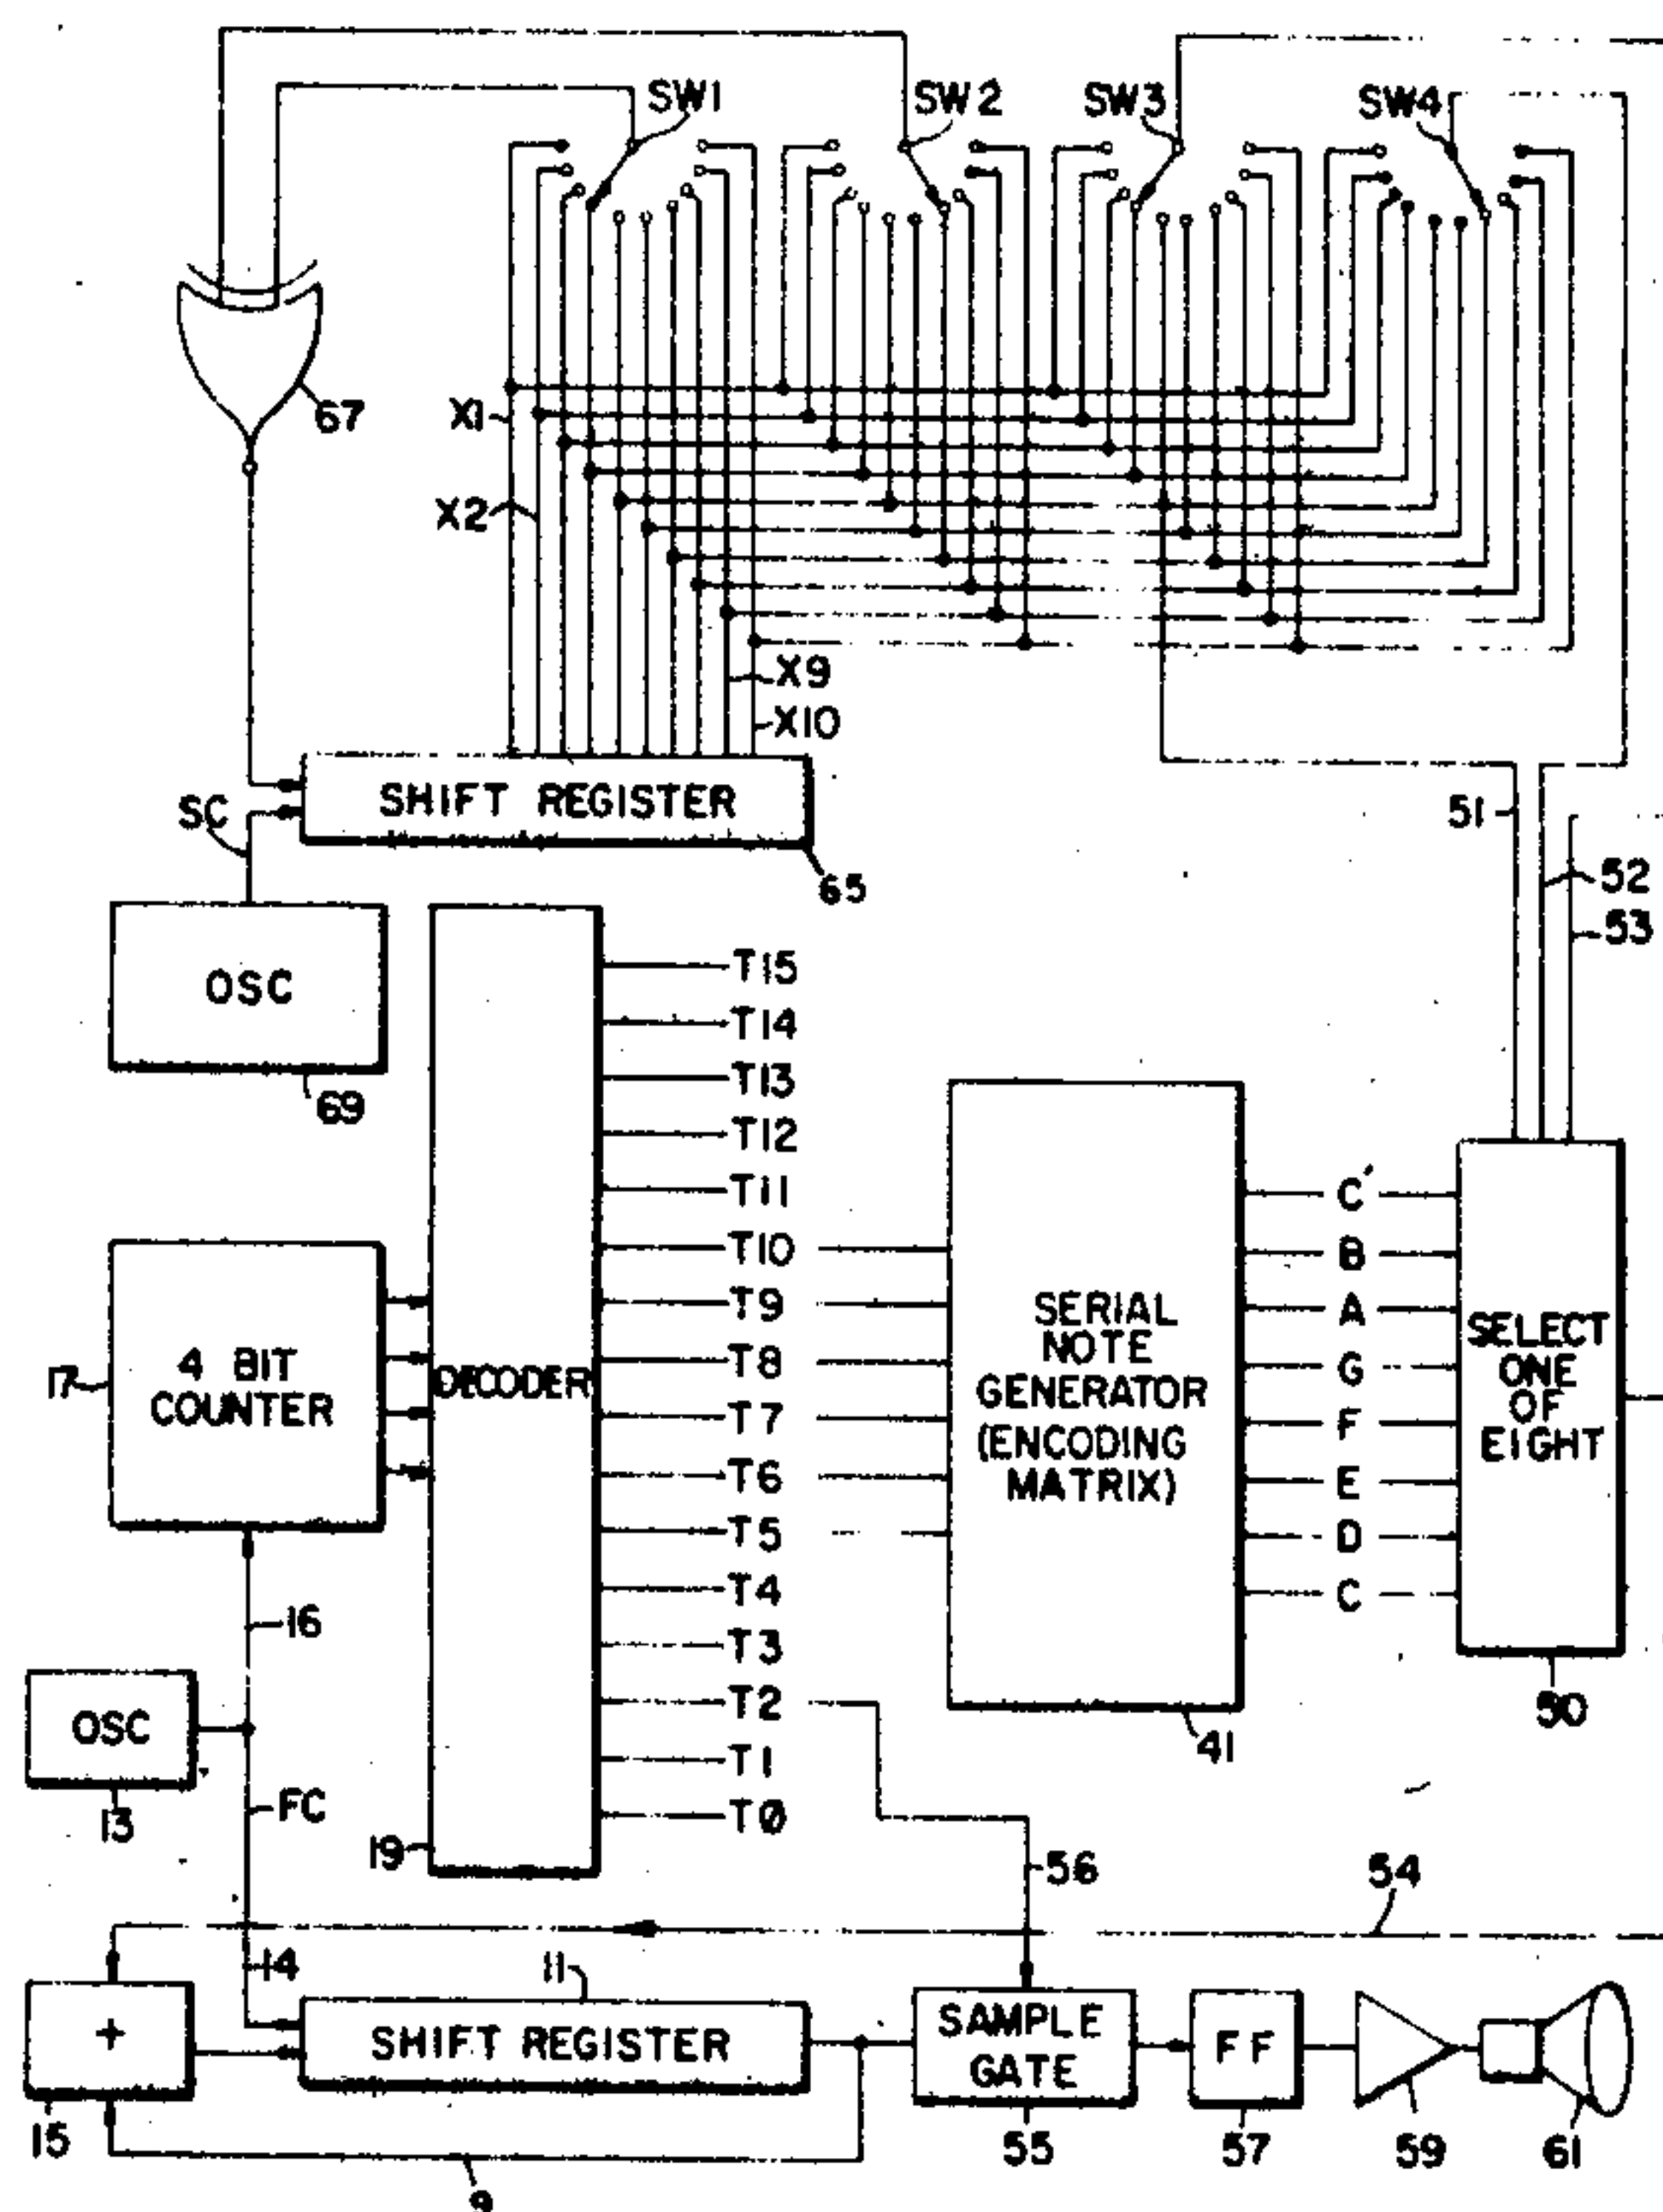 SW1
SW2
SW3
SW4
67
X1
X2
X9
X10
SHIFT REGISTER
SC
65
51
52
53
OSC
69
T15
T14
T13
T12
T11
T10
T9
T8
T7
T6
T5
T4
T3
T2
T1
TØ
4 BIT
COUNTER
17
DECODER
19
SERIAL
NOTE
GENERATOR
(ENCODING
MATRIX)
41
C'
B
A
G
F
E
D
C
SELECT
ONE
OF
EIGHT
50
16
OSC
13
FC
56
54
14
11
+
15
SHIFT REGISTER
SAMPLE
GATE
55
FF
57
59
61
9